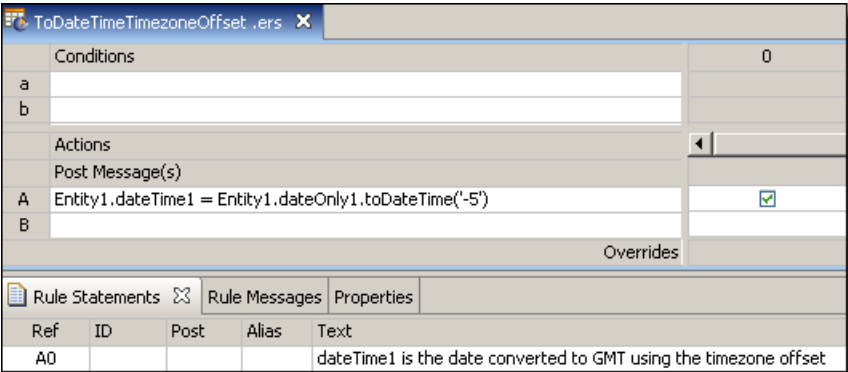 ToDateTimeTimezoneOffset .ers
Conditions 0
a
b
Actions
Post Message(s)
A Entity1.dateTime1 = Entity1.dateOnly1.toDateTime('-5')
B
Overrides
Rule Statements Rule Messages Properties
Ref ID Post Alias Text
A0 dateTime1 is the date converted to GMT using the timezone offset